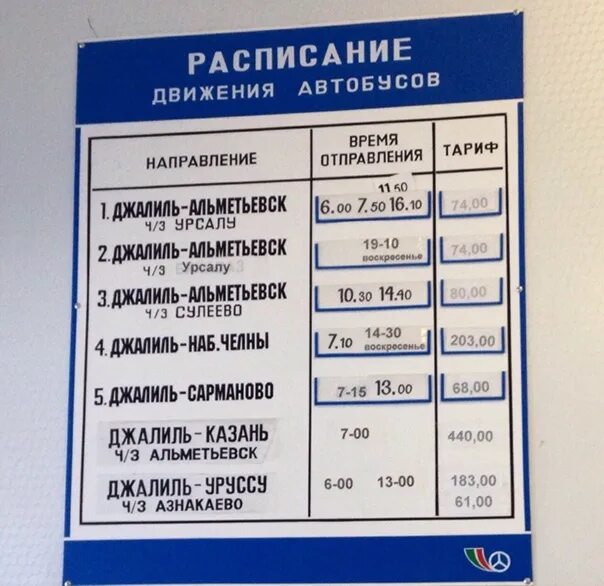 РАСПИСАНИЕ
ДВИЖЕНИЯ АВТОБУСОВ
НАПРАВЛЕНИЕ
ВРЕМЯ
ОТПРАВЛЕНИЯ
ТАРИФ
11.50
1. ДЖАЛИЛЬ-АЛЬМЕТЬЕВСК 6.00 7.50 16.10 74,00
Ч/З УРСАЛУ
2. ДЖАЛИЛЬ-АЛЬМЕТЬЕВСК 19-10 74,00
Ч/З Урсалу воскресенье
3. ДЖАЛИЛЬ-АЛЬМЕТЬЕВСК 10.30 14.40 80,00
Ч/З СУЛЕЕВО
4. ДЖАЛИЛЬ-НАБ.ЧЕЛНЫ 7.10 14-30 203,00
воскресенье
5. ДЖАЛИЛЬ-САРМАНОВО 7-15 13.00 68,00
ДЖАЛИЛЬ-КАЗАНЬ 7-00 440,00
Ч/З АЛЬМЕТЬЕВСК
ДЖАЛИЛЬ-УРУССУ 6-00 13-00 183,00
Ч/З АЗНАКАЕВО 61,00